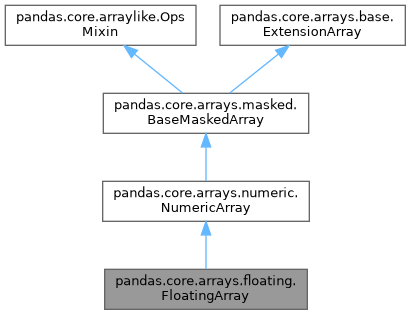 pandas.core.arraylike.Ops
Mixin
pandas.core.arrays.base.
ExtensionArray
pandas.core.arrays.masked.
BaseMaskedArray
pandas.core.arrays.numeric.
NumericArray
pandas.core.arrays.floating.
FloatingArray